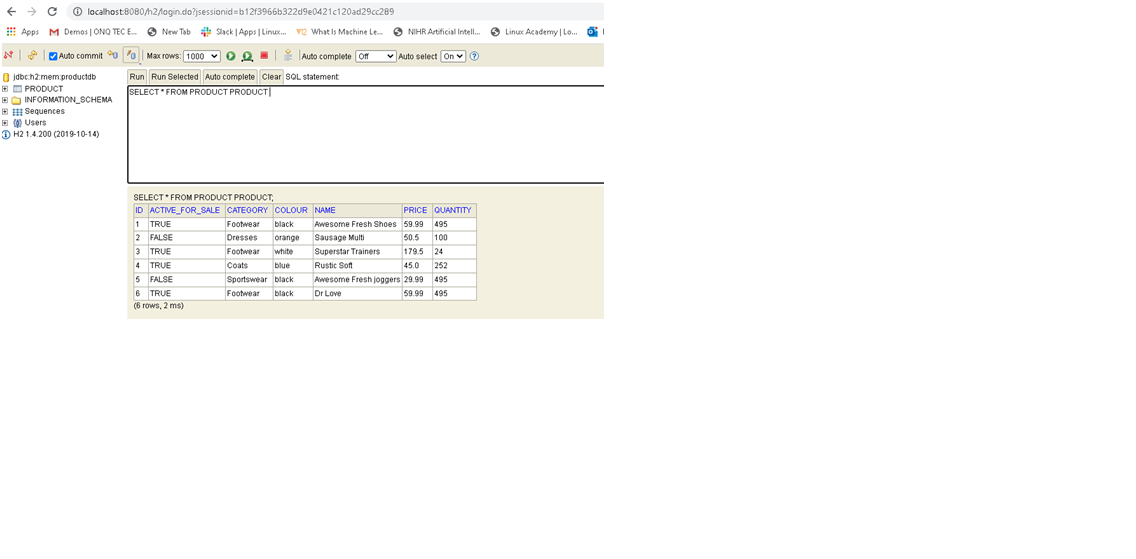 localhost:8080/h2/login.do?jsessionid=b12f3966b322d9e0421c120ad29cc289
Apps Demos | ONQ TEC E... New Tab Slack | Apps | Linux... What Is Machine Le... NIHR Artificial Intell... Linux Academy | Lo...
Auto commit Max rows: 1000 Auto complete Off Auto select On
jdbc:h2:mem:productdb
PRODUCT
INFORMATION_SCHEMA
Sequences
Users
H2 1.4.200 (2019-10-14)
Run Run Selected Auto complete Clear SQL statement:
SELECT * FROM PRODUCT PRODUCT
SELECT * FROM PRODUCT PRODUCT;
ID ACTIVE_FOR_SALE CATEGORY COLOUR NAME PRICE QUANTITY
1 TRUE Footwear black Awesome Fresh Shoes 59.99 495
2 FALSE Dresses orange Sausage Multi 50.5 100
3 TRUE Footwear white Superstar Trainers 179.5 24
4 TRUE Coats blue Rustic Soft 45.0 252
5 FALSE Sportswear black Awesome Fresh joggers 29.99 495
6 TRUE Footwear black Dr Love 59.99 495
(6 rows, 2 ms)